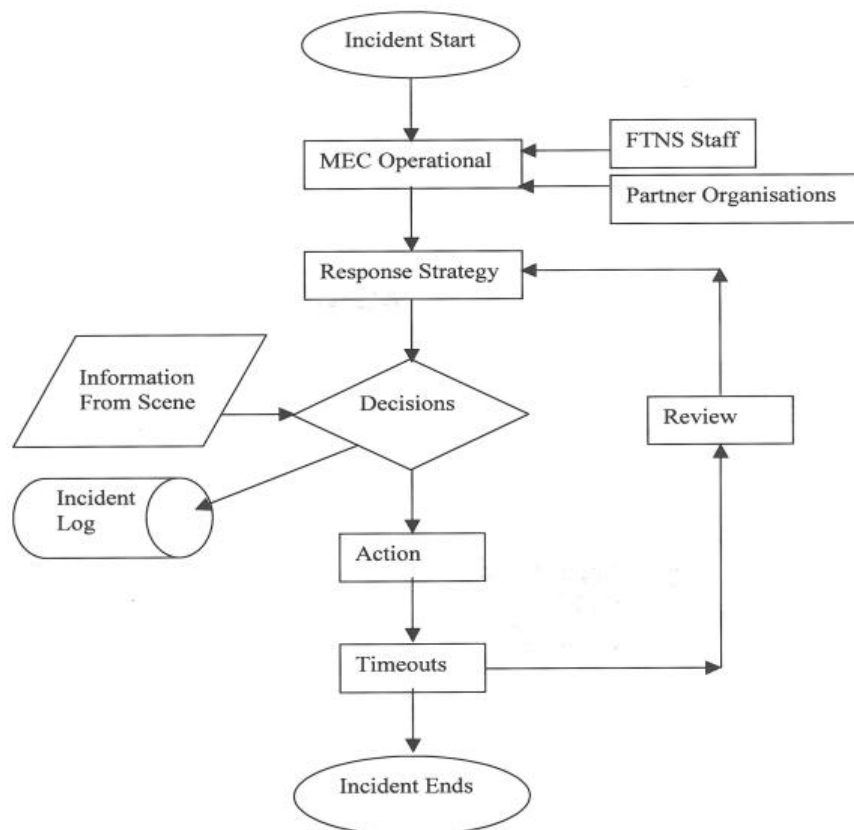 Incident Start
FTNS Staff
MEC Operational
Partner Organisations
Response Strategy
Information
From Scene
Decisions
Review
Incident
Log
Action
Timeouts
Incident Ends